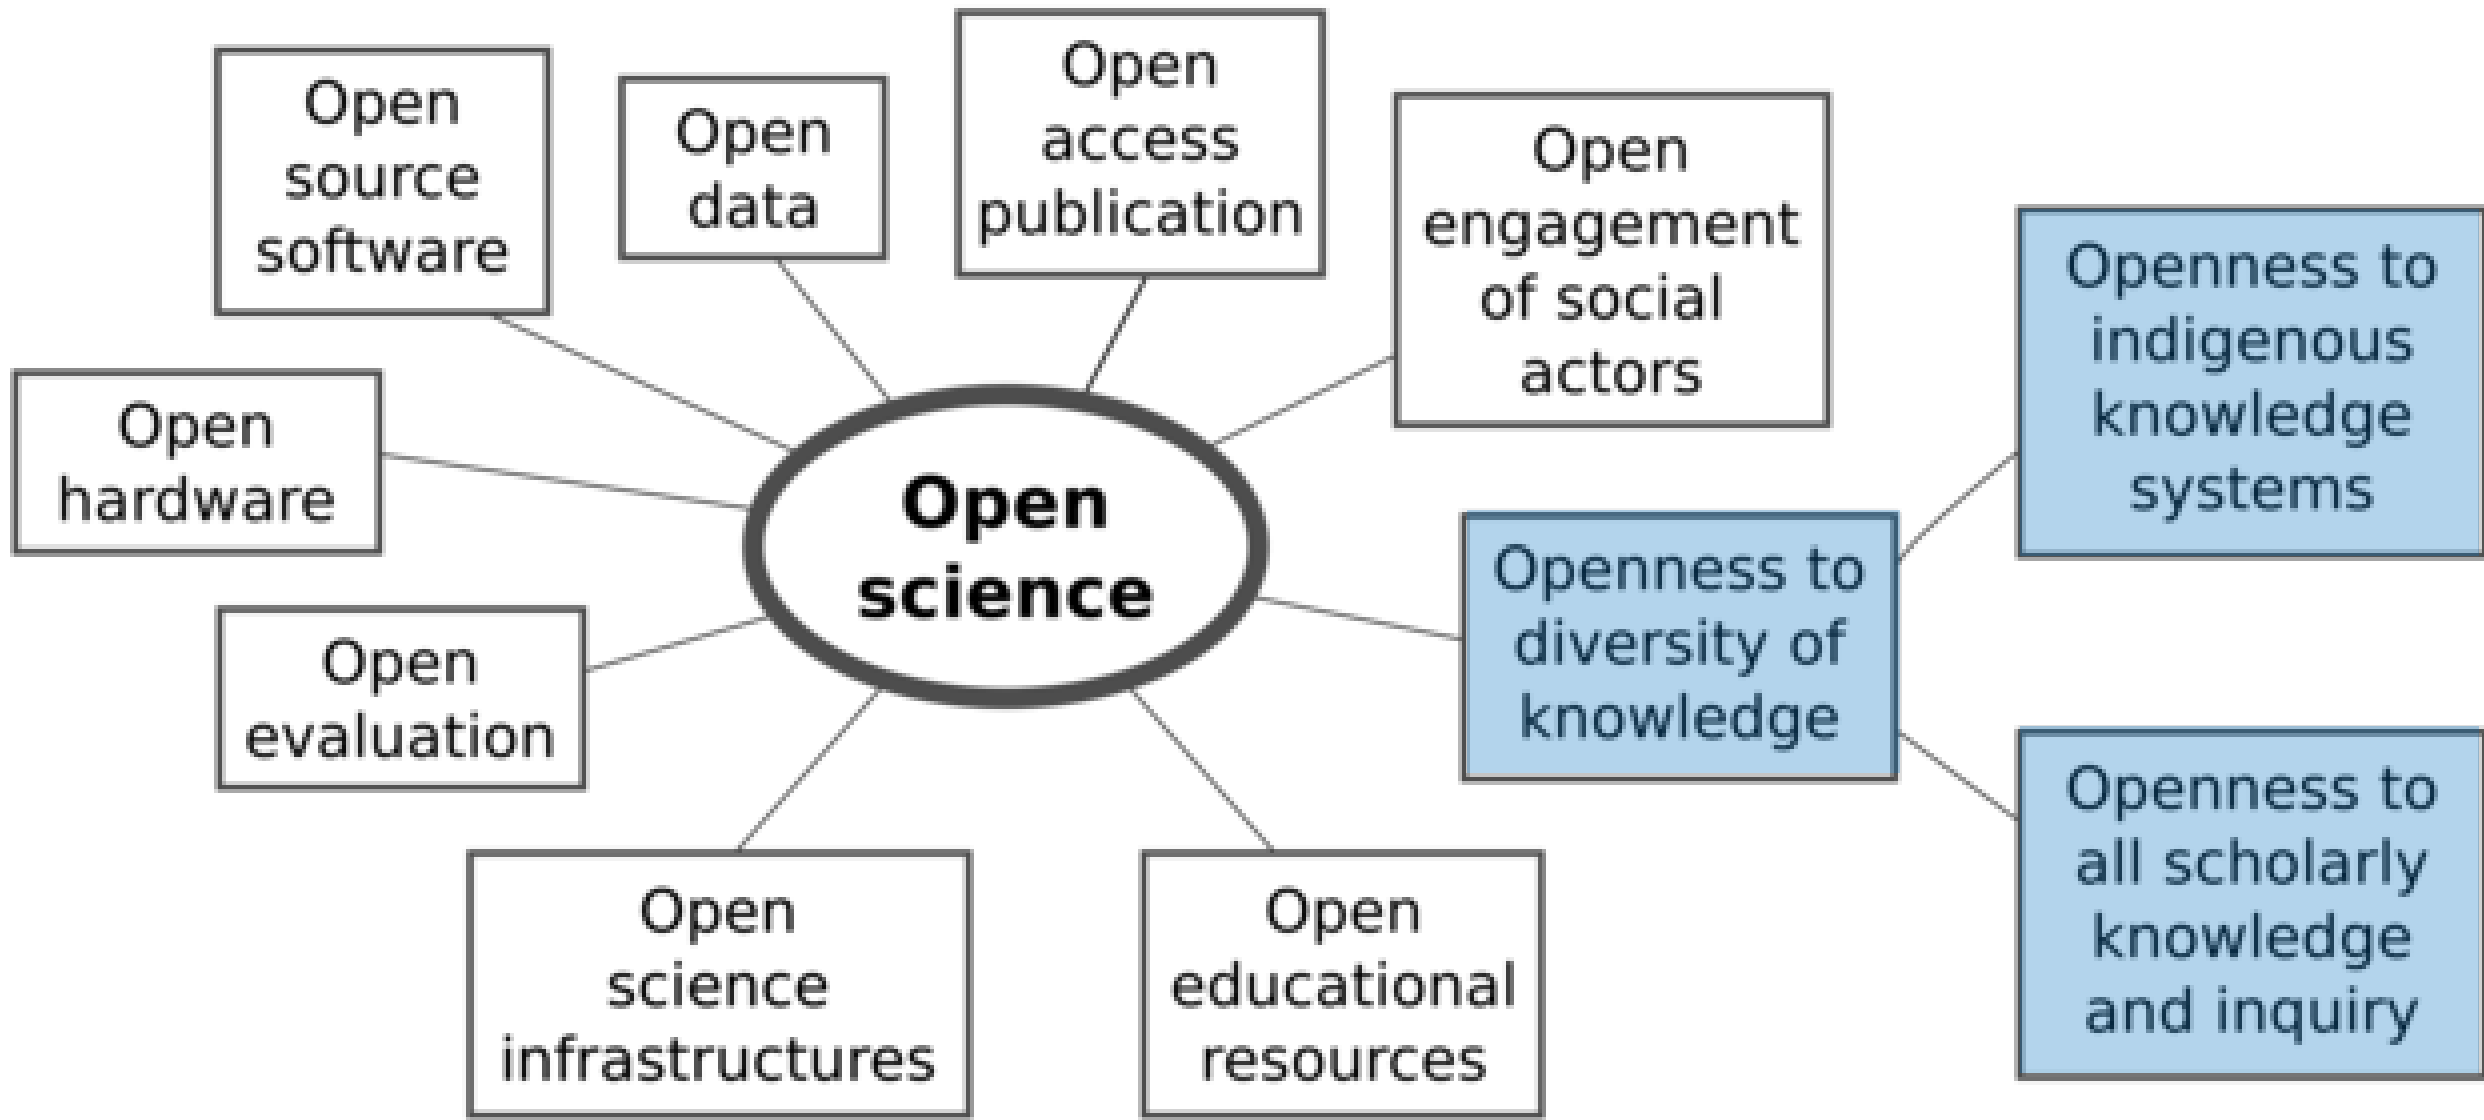 Open
source
software
Open
data
Open
access
publication
Open
engagement
of social
actors
Openness to
indigenous
knowledge
systems
Open
hardware
Open
science
Openness to
diversity of
knowledge
Open
evaluation
Openness to
all scholarly
knowledge
and inquiry
Open
science
infrastructures
Open
educational
resources